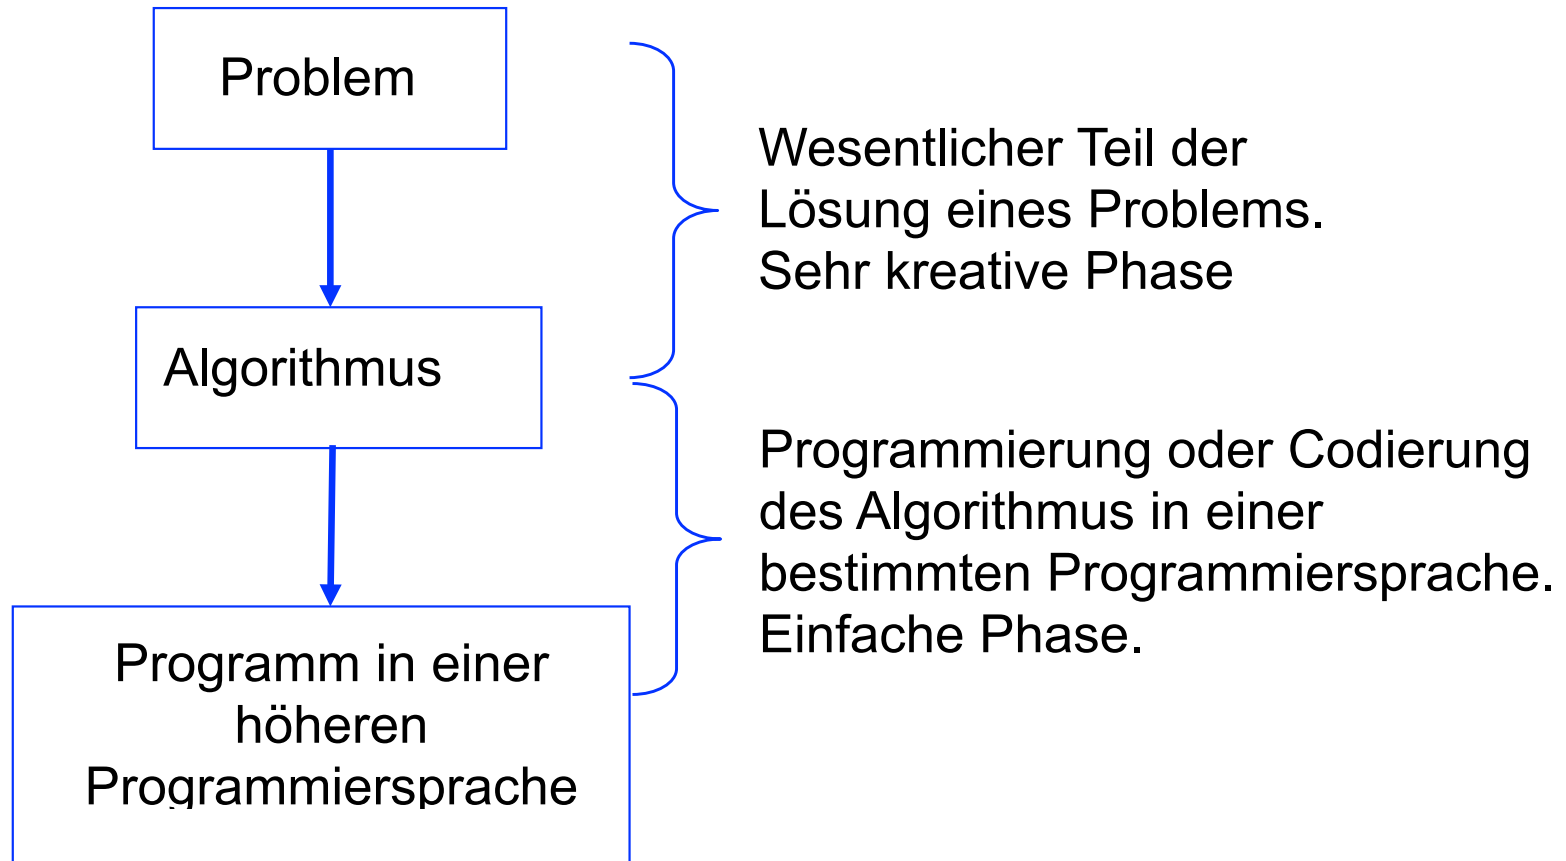 Problem
Wesentlicher Teil der
Lösung eines Problems.
Sehr kreative Phase
Algorithmus
Programmierung oder Codierung
des Algorithmus in einer
bestimmten Programmiersprache.
Einfache Phase.
Programm in einer
höheren
Programmiersprache